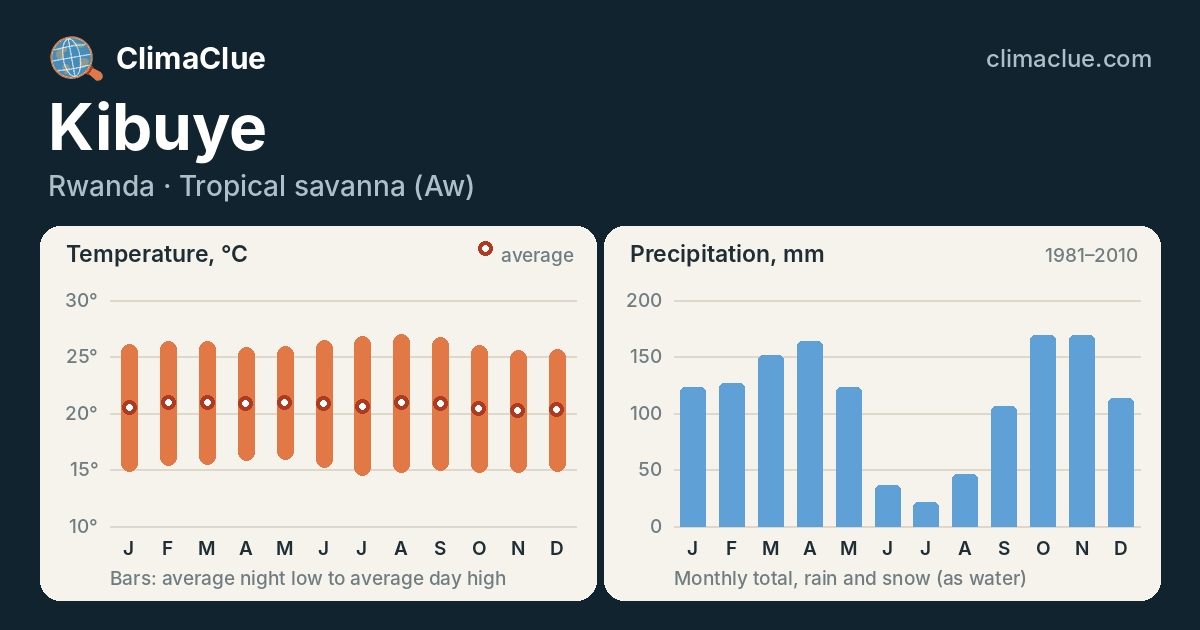 ClimaClue
climaclue.com
Kibuye
Rwanda · Tropical savanna (Aw)
Temperature, °C
average
30°
25°
20°
15°
10°
J F M A M J J A S O N D
Bars: average night low to average day high
Precipitation, mm
1981–2010
200
150
100
50
0
J F M A M J J A S O N D
Monthly total, rain and snow (as water)